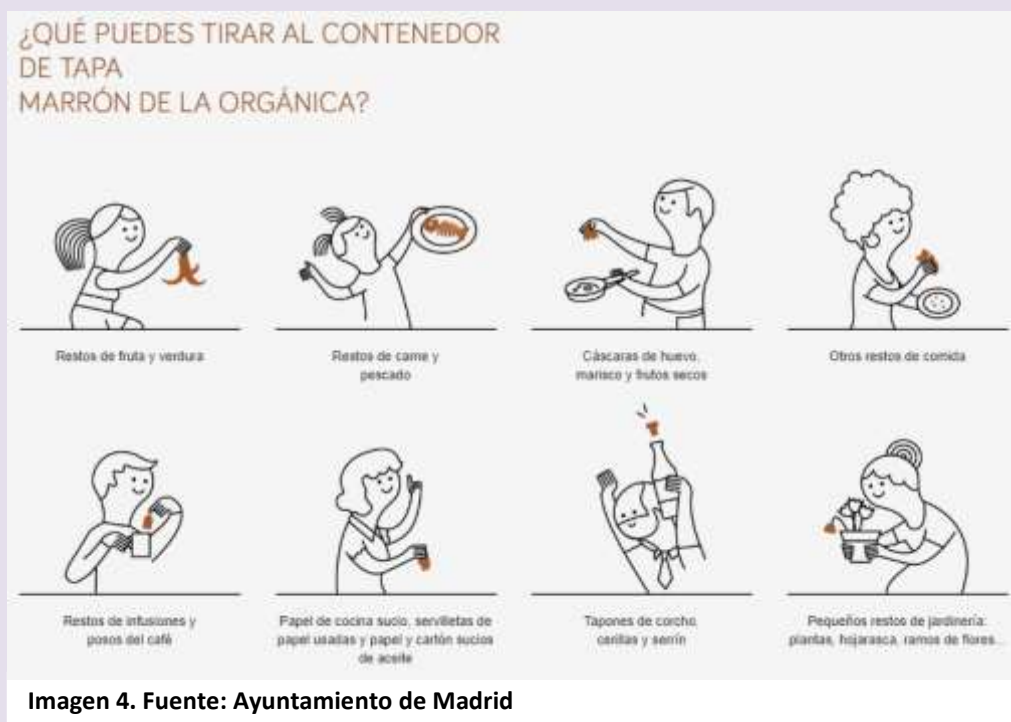 ¿QUÉ PUEDES TIRAR AL CONTENEDOR
DE TAPA
MARRÓN DE LA ORGÁNICA?
Restos de fruta y verdura
Restos de carne y
pescado
Cáscaras de huevo,
marisco y frutos secos
Otros restos de comida
Restos de infusiones y
posos del café
Papel de cocina sucio, servilletas de
papel usadas y papel y cartón sucios
de aceite
Tapones de corcho
cerillas y serrín
Pequeños restos de jardinería:
plantas, hojarasca, ramos de flores...
Imagen 4. Fuente: Ayuntamiento de Madrid